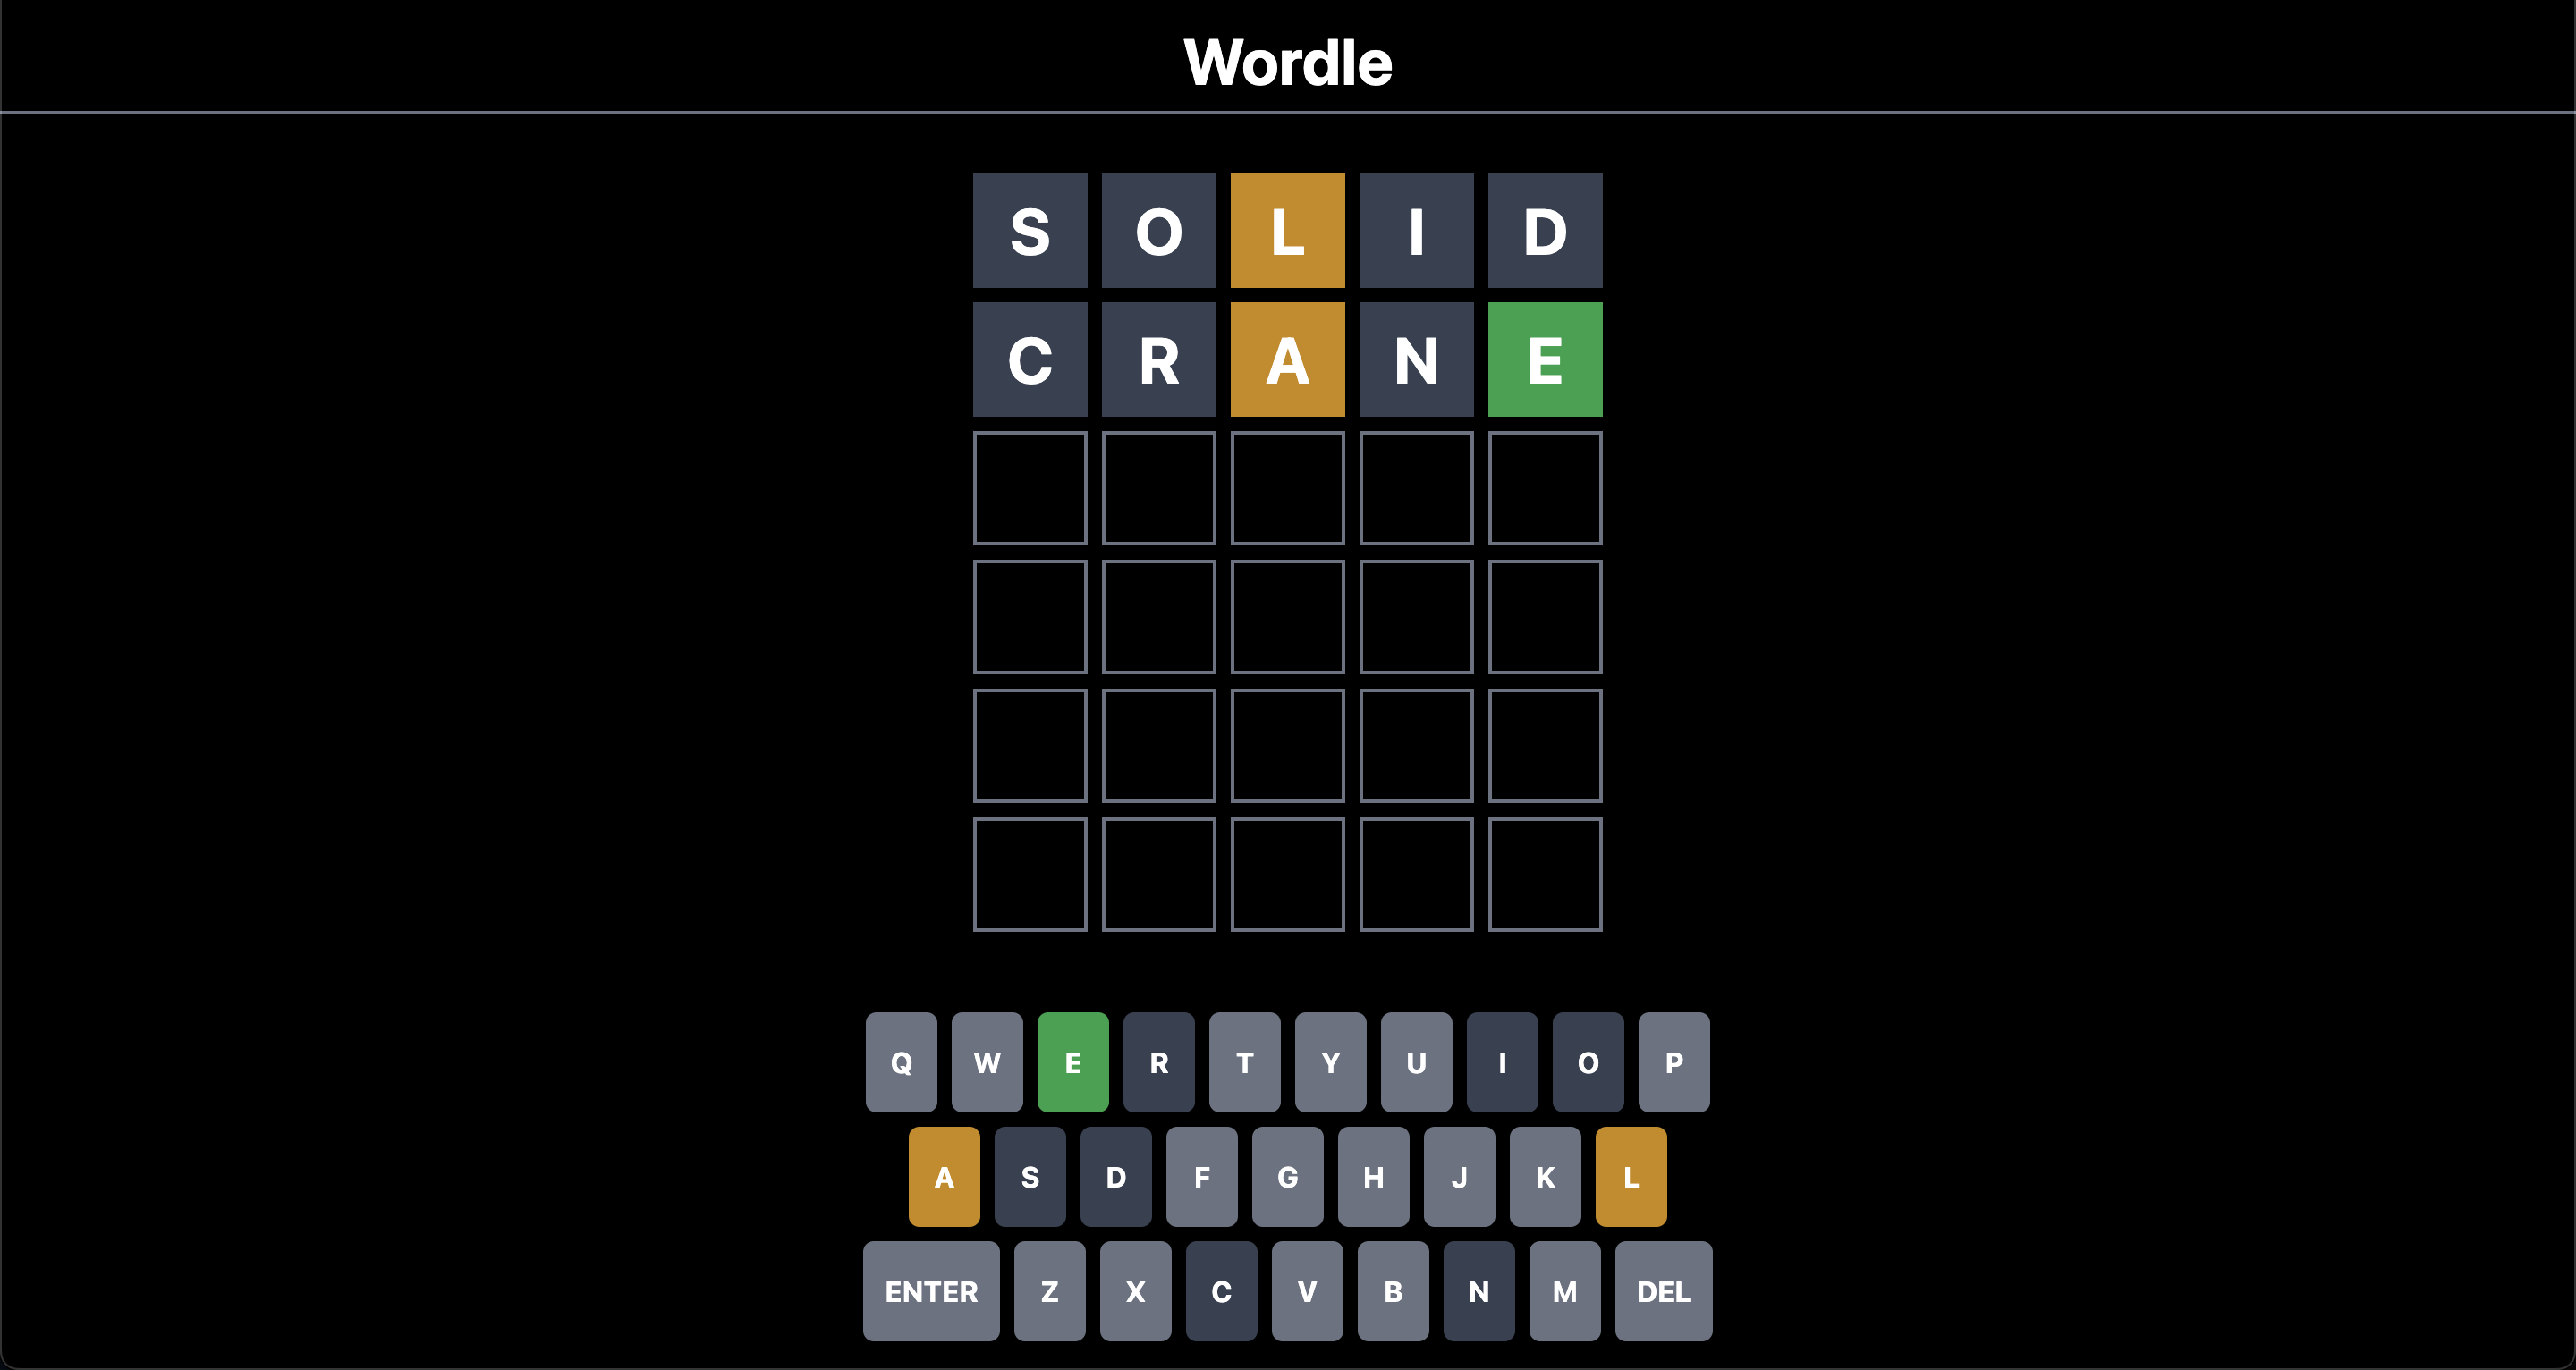 Wordle
S O L I D
C R A N E
Q W E R T Y U I O P
A S D F G H J K L
ENTER Z X C V B N M DEL